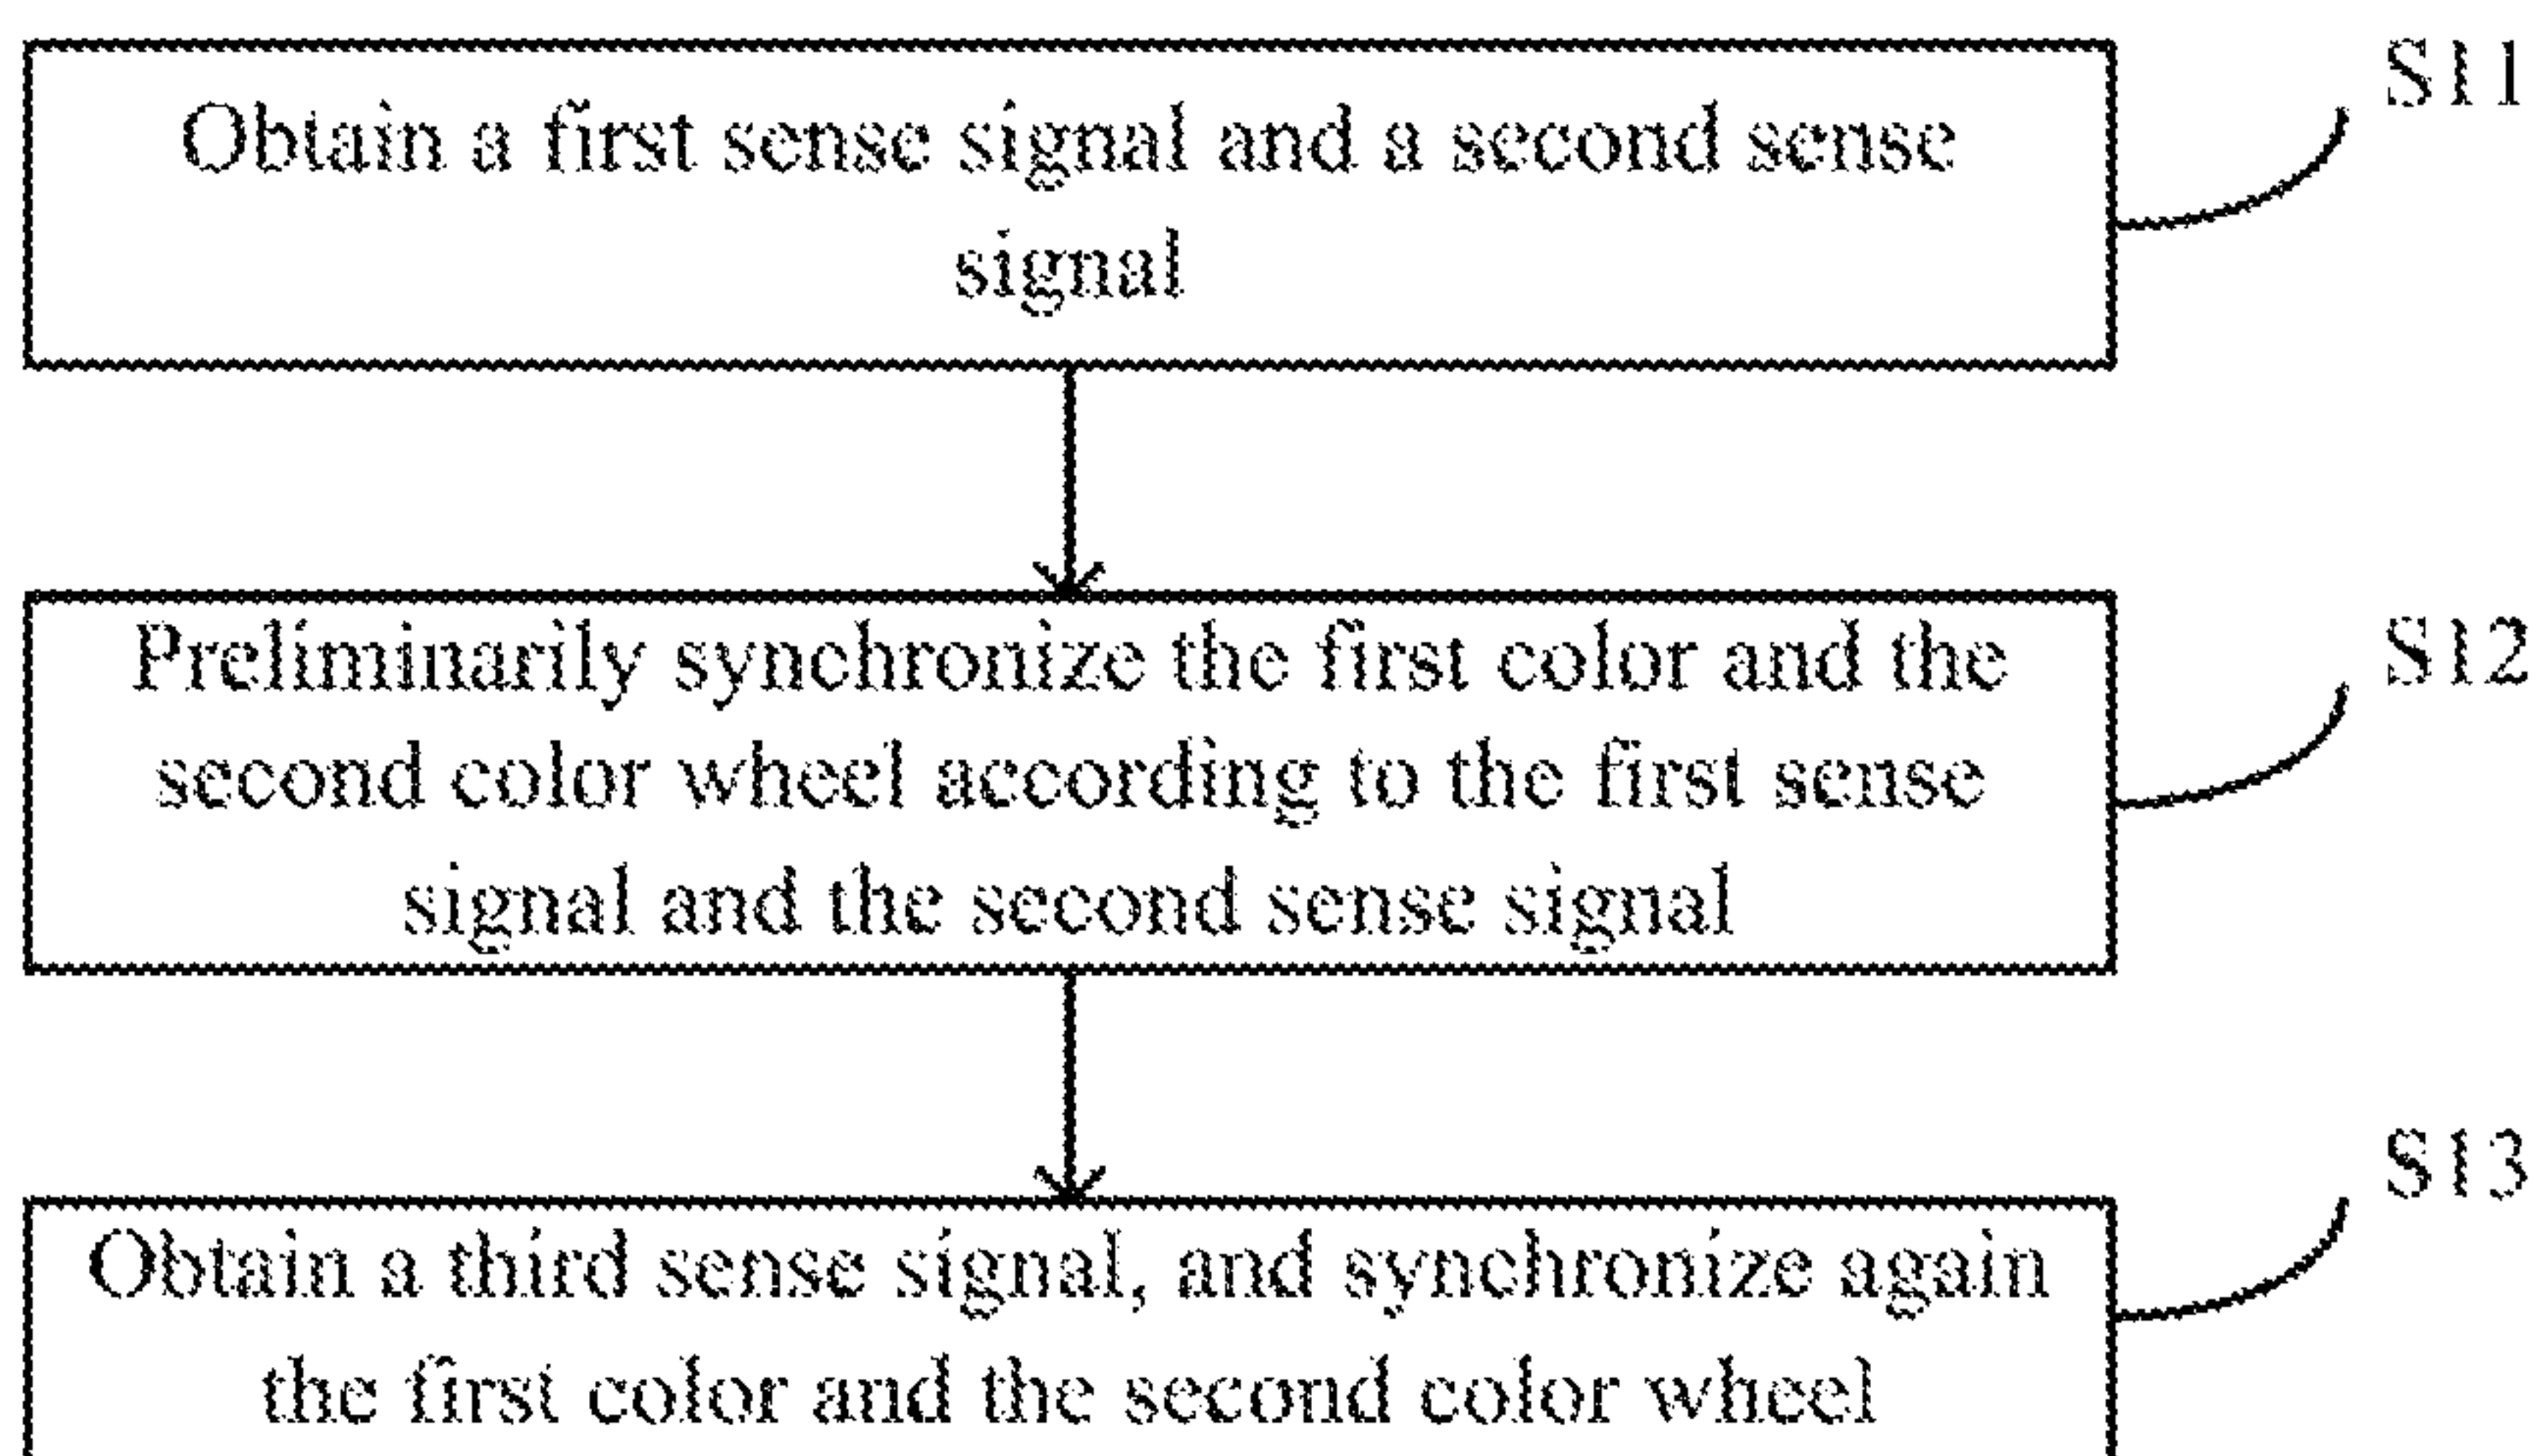 S11
Obtain a first sense signal and a second sense
signal
S12
Preliminarily synchronize the first color and the
second color wheel according to the first sense
signal and the second sense signal
S13
Obtain a third sense signal, and synchronize again
the first color and the second color wheel